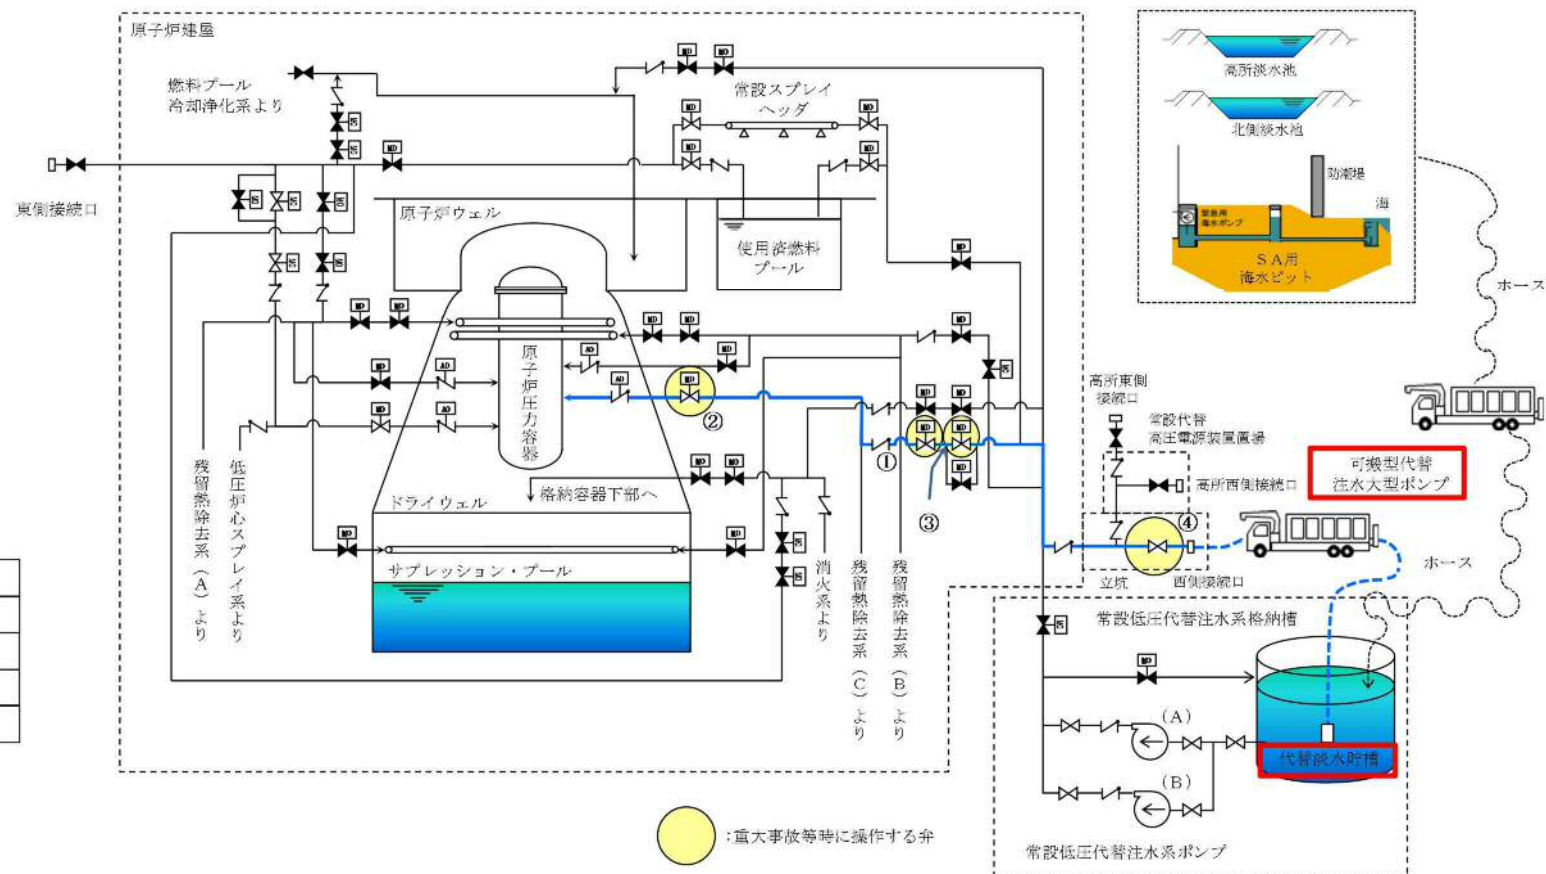 原子炉建屋
燃料プール
冷却浄化系より
常設スプレイ
ヘッダ
東側接続口
原子炉ウェル
使用済燃料
プール
原子炉圧力容器
ドライウェル
格納容器下部へ
サプレッション・プール
残留熱除去系(A)より
低圧炉心スプレイ系より
消火系より
残留熱除去系(C)より
残留熱除去系(B)より
①
②
③
④
高所淡水池
北側淡水池
防潮堤
海
緊急用
海水ポンプ
SA用
海水ピット
ホース
高所東側
接続口
常設代替
高圧電源装置置場
高所西側接続口
可搬型代替
注水大型ポンプ
立坑
西側接続口
ホース
常設低圧代替注水系格納槽
(A)
(B)
代替淡水貯槽
常設低圧代替注水系ポンプ
:重大事故等時に操作する弁
MO
AO